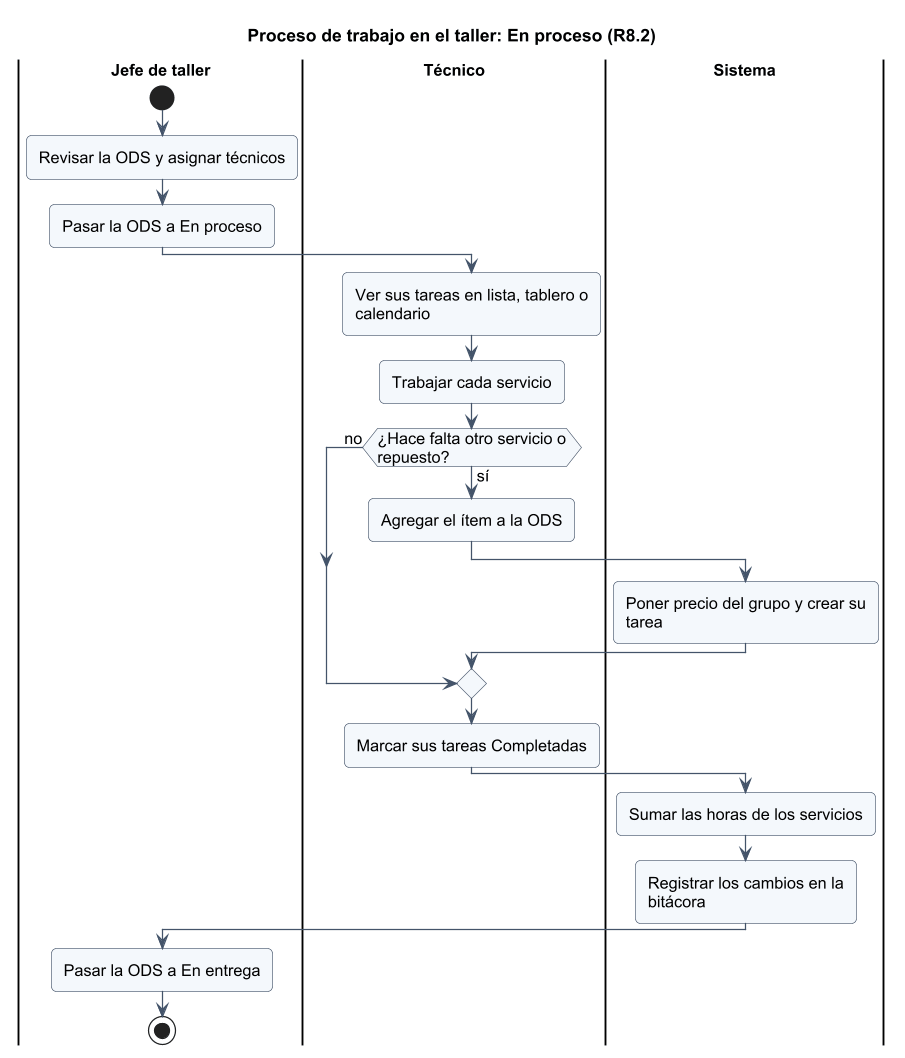 Proceso de trabajo en el taller: En proceso (R8.2)
Jefe de taller
Técnico
Sistema
Revisar la ODS y asignar técnicos
Pasar la ODS a En proceso
Ver sus tareas en lista, tablero o
calendario
Trabajar cada servicio
no
¿Hace falta otro servicio o
repuesto?
sí
Agregar el ítem a la ODS
Poner precio del grupo y crear su
tarea
Marcar sus tareas Completadas
Sumar las horas de los servicios
Registrar los cambios en la
bitácora
Pasar la ODS a En entrega